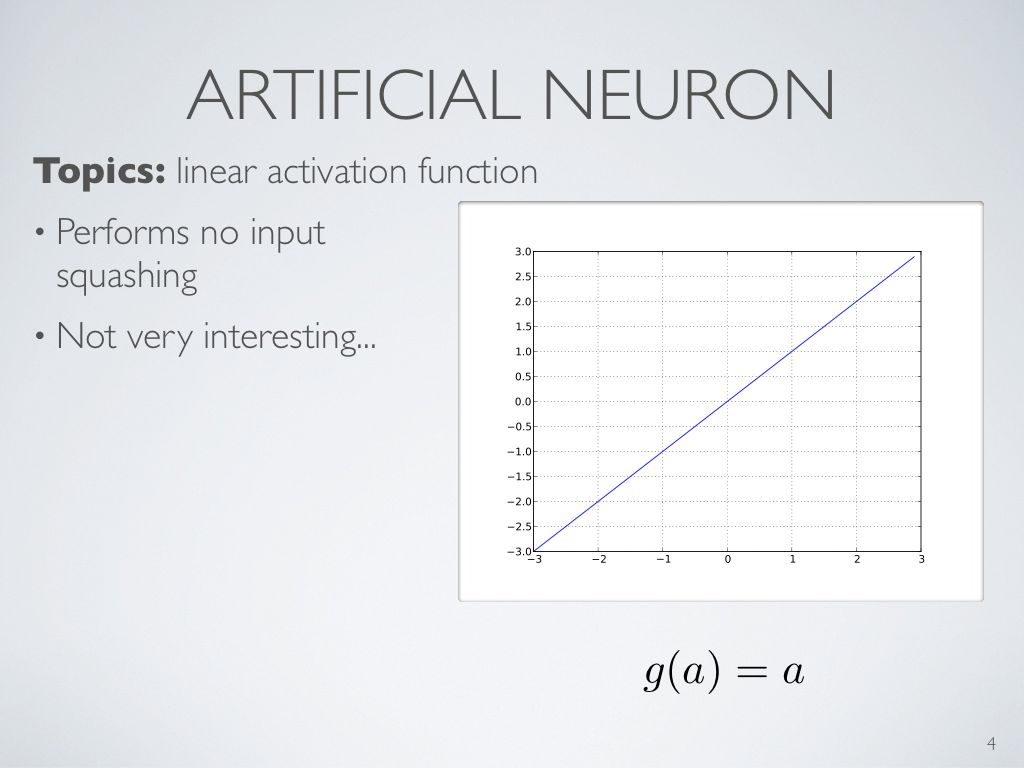 ARTIFICIAL NEURON
Topics: linear activation function
• Performs no input
squashing
• Not very interesting...
3.0
2.5
2.0
1.5
1.0
0.5
0.0
−0.5
−1.0
−1.5
−2.0
−2.5
−3.0
−3 −2 −1 0 1 2 3
g(a) = a
4